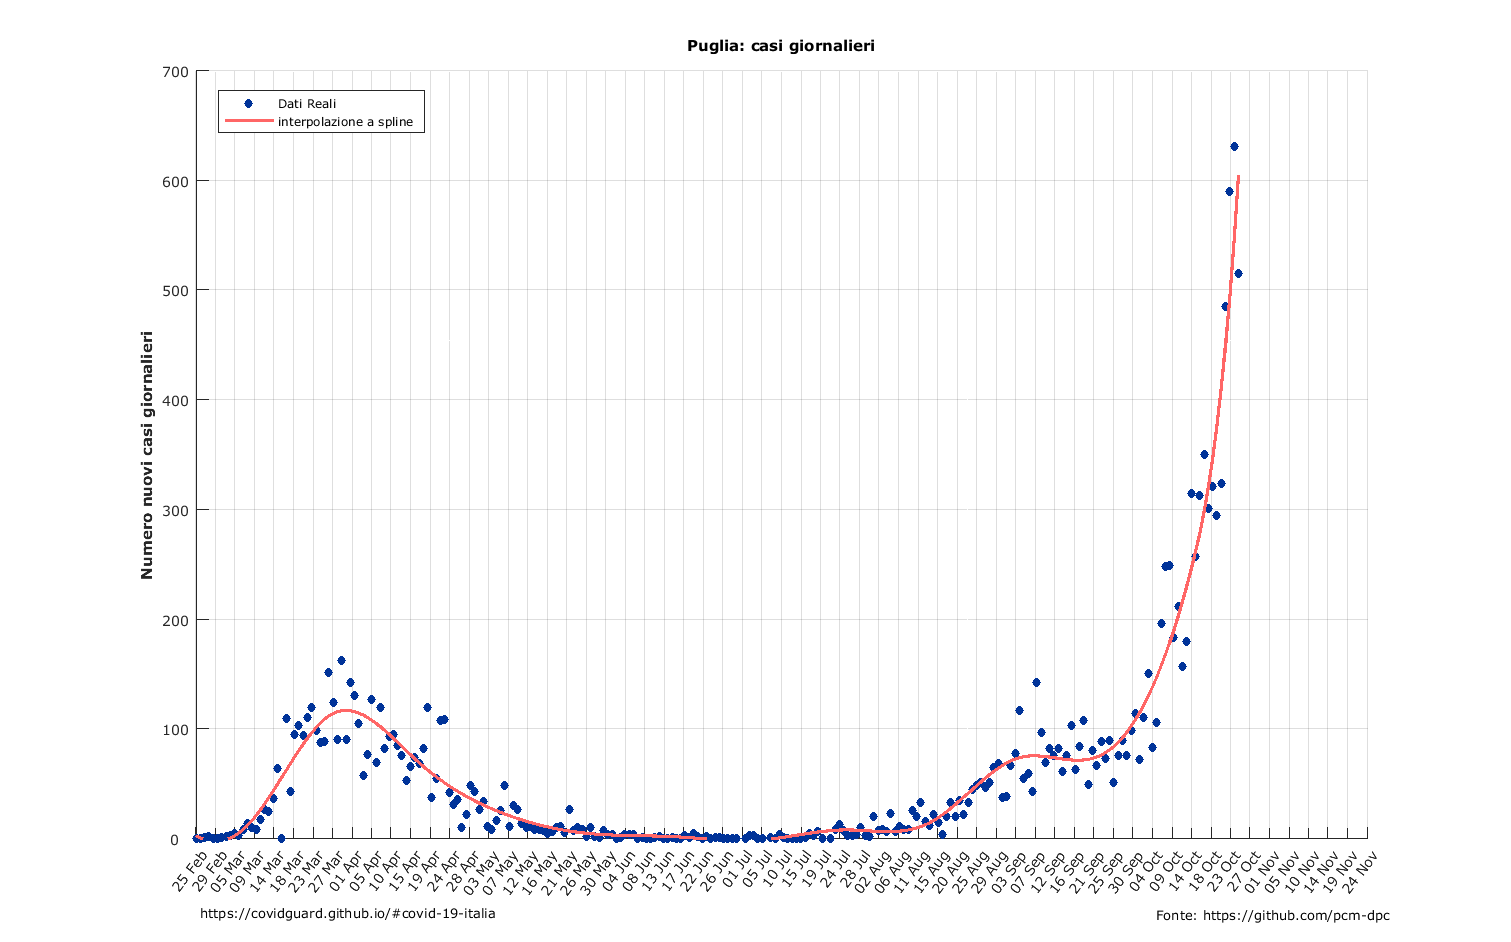 Puglia: casi giornalieri
700
600
500
400
300
200
100
0
Dati Reali
interpolazione a spline
Numero nuovi casi giornalieri
25 Feb
29 Feb
05 Mar
09 Mar
14 Mar
18 Mar
23 Mar
27 Mar
01 Apr
05 Apr
10 Apr
15 Apr
19 Apr
24 Apr
28 Apr
03 May
07 May
12 May
16 May
21 May
26 May
30 May
04 Jun
08 Jun
13 Jun
17 Jun
22 Jun
26 Jun
01 Jul
05 Jul
10 Jul
15 Jul
19 Jul
24 Jul
28 Jul
02 Aug
06 Aug
11 Aug
15 Aug
20 Aug
25 Aug
29 Aug
03 Sep
07 Sep
12 Sep
16 Sep
21 Sep
25 Sep
30 Sep
04 Oct
09 Oct
14 Oct
18 Oct
23 Oct
27 Oct
01 Nov
05 Nov
10 Nov
14 Nov
19 Nov
24 Nov
https://covidguard.github.io/#covid-19-italia
Fonte: https://github.com/pcm-dpc